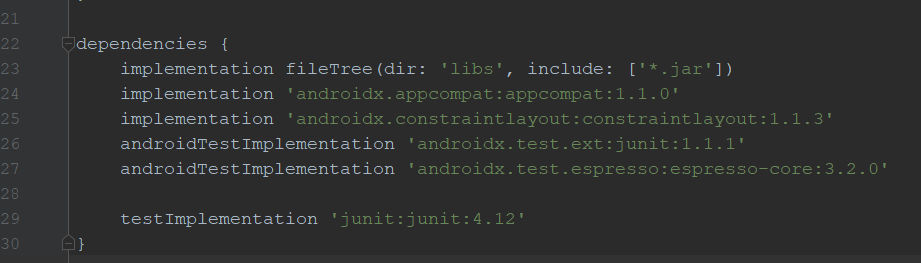 21
22 dependencies {
23 implementation fileTree(dir: 'libs', include: ['*.jar'])
24 implementation 'androidx.appcompat:appcompat:1.1.0'
25 implementation 'androidx.constraintlayout:constraintlayout:1.1.3'
26 androidTestImplementation 'androidx.test.ext:junit:1.1.1'
27 androidTestImplementation 'androidx.test.espresso:espresso-core:3.2.0'
28
29 testImplementation 'junit:junit:4.12'
30 }